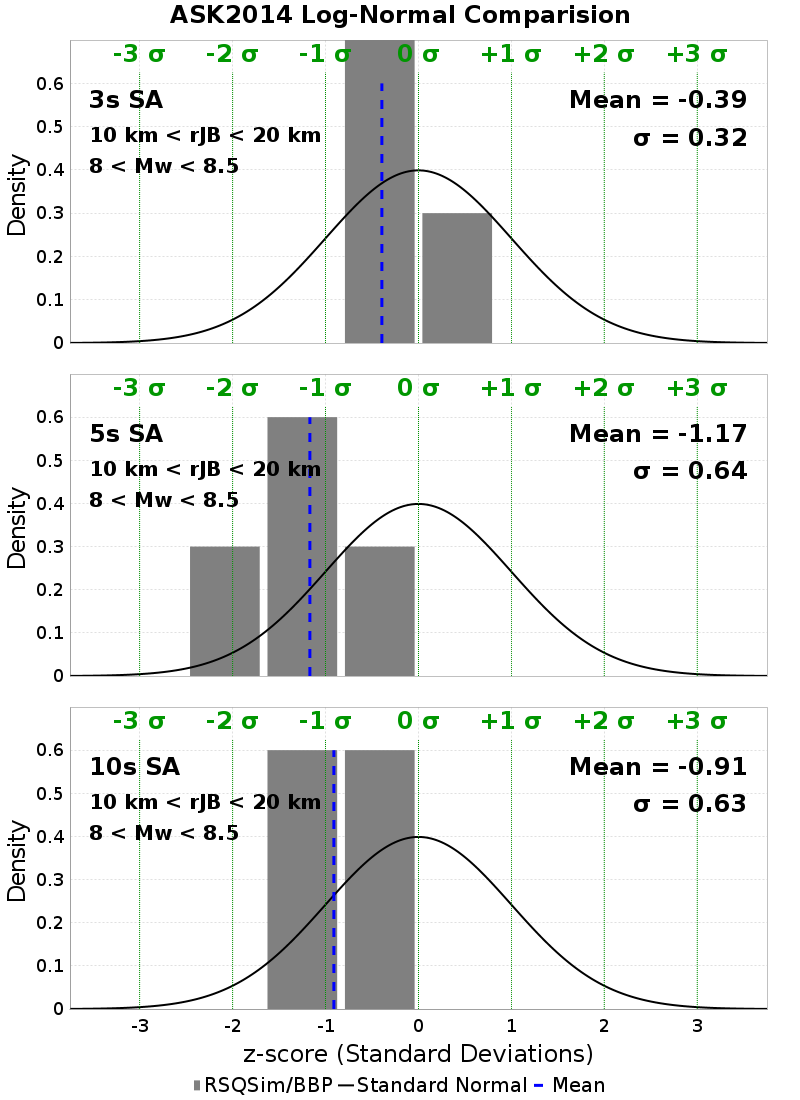 ASK2014 Log-Normal Comparision
-3 σ -2 σ -1 σ 0 σ +1 σ +2 σ +3 σ
3s SA
10 km < rJB < 20 km
8 < Mw < 8.5
Mean = -0.39
σ = 0.32
Density
0.6
0.5
0.4
0.3
0.2
0.1
0
-3 σ -2 σ -1 σ 0 σ +1 σ +2 σ +3 σ
5s SA
10 km < rJB < 20 km
8 < Mw < 8.5
Mean = -1.17
σ = 0.64
Density
0.6
0.5
0.4
0.3
0.2
0.1
0
-3 σ -2 σ -1 σ 0 σ +1 σ +2 σ +3 σ
10s SA
10 km < rJB < 20 km
8 < Mw < 8.5
Mean = -0.91
σ = 0.63
Density
0.6
0.5
0.4
0.3
0.2
0.1
0
-3 -2 -1 0 1 2 3
z-score (Standard Deviations)
RSQSim/BBP Standard Normal Mean